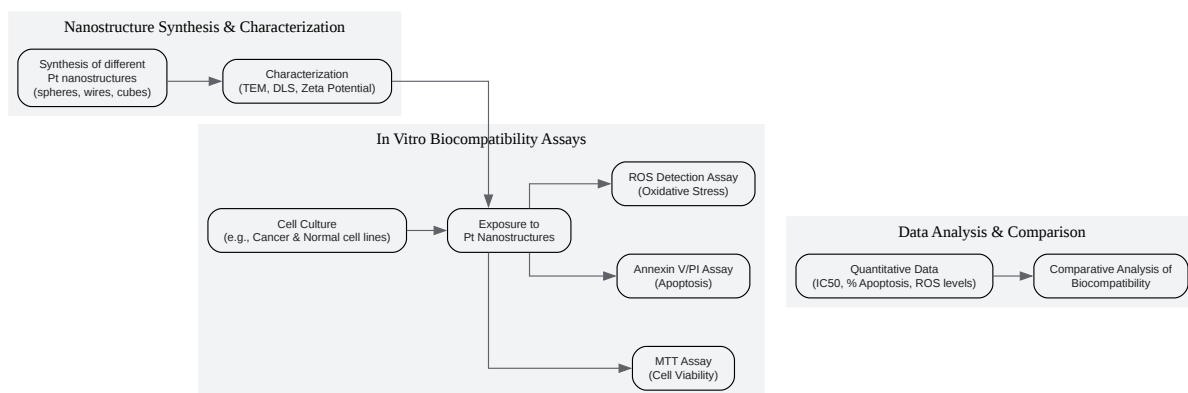 Nanostructure Synthesis & Characterization
Synthesis of different
Pt nanostructures
(spheres, wires, cubes)
Characterization
(TEM, DLS, Zeta Potential)
In Vitro Biocompatibility Assays
Cell Culture
(e.g., Cancer & Normal cell lines)
Exposure to
Pt Nanostructures
ROS Detection Assay
(Oxidative Stress)
Annexin V/PI Assay
(Apoptosis)
MTT Assay
(Cell Viability)
Data Analysis & Comparison
Quantitative Data
(IC50, % Apoptosis, ROS levels)
Comparative Analysis of
Biocompatibility